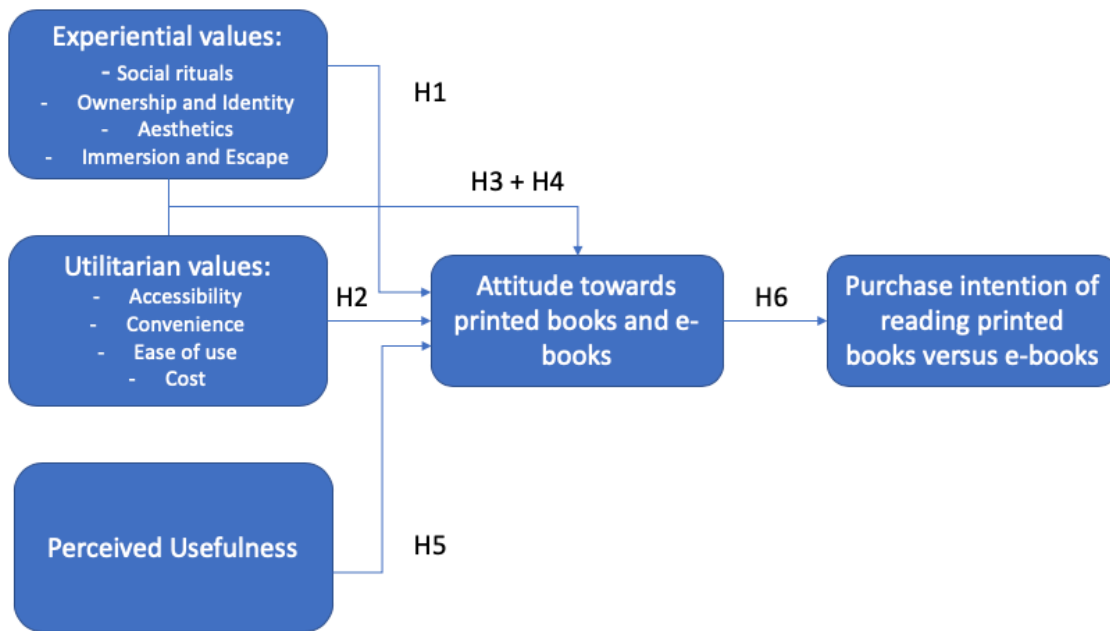 Experiential values:
- Social rituals
- Ownership and Identity
- Aesthetics
- Immersion and Escape
H1
H3 + H4
Utilitarian values:
- Accessibility
- Convenience
- Ease of use
- Cost
H2
Attitude towards
printed books and e-
books
H6
Purchase intention of
reading printed
books versus e-books
Perceived Usefulness
H5